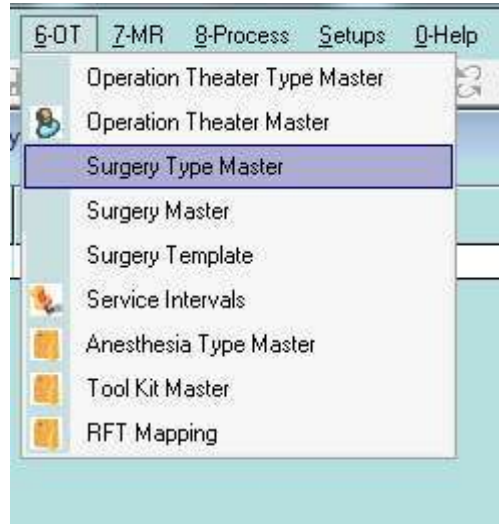 6-OT 7-MR 8-Process Setups 0-Help
Operation Theater Type Master
Operation Theater Master
Surgery Type Master
Surgery Master
Surgery Template
Service Intervals
Anesthesia Type Master
Tool Kit Master
RFT Mapping